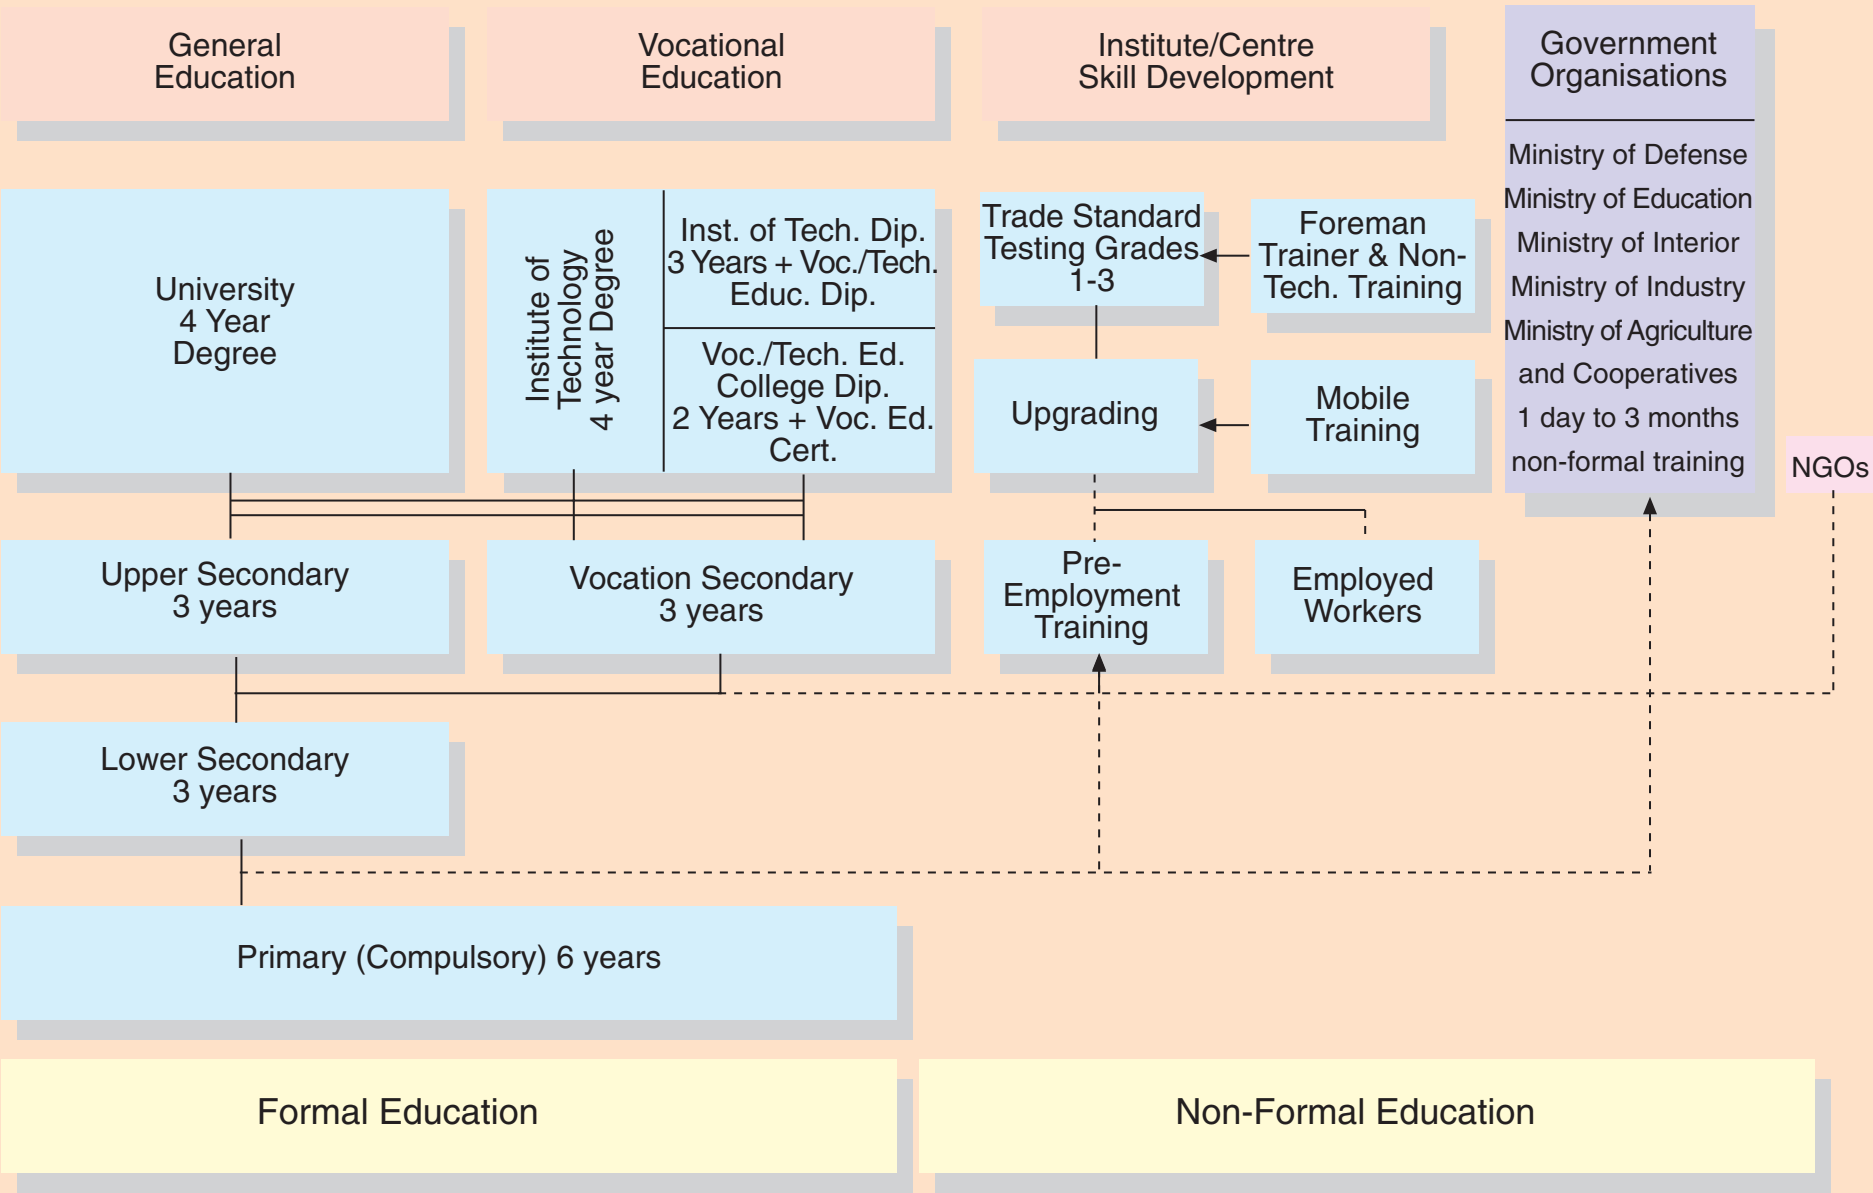 General
Education
Vocational
Education
Institute/Centre
Skill Development
Government
Organisations
Ministry of Defense
Ministry of Education
Ministry of Interior
Ministry of Industry
Ministry of Agriculture
and Cooperatives
1 day to 3 months
non-formal training
NGOs
University
4 Year
Degree
Institute of
Technology
4 year Degree
Inst. of Tech. Dip.
3 Years + Voc./Tech.
Educ. Dip.
Voc./Tech. Ed.
College Dip.
2 Years + Voc. Ed.
Cert.
Trade Standard
Testing Grades
1-3
Foreman
Trainer & Non-
Tech. Training
Upgrading
Mobile
Training
Upper Secondary
3 years
Vocation Secondary
3 years
Pre-
Employment
Training
Employed
Workers
Lower Secondary
3 years
Primary (Compulsory) 6 years
Formal Education
Non-Formal Education